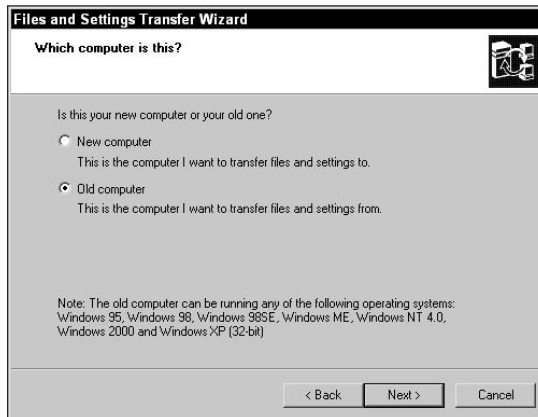 Files and Settings Transfer Wizard
Which computer is this?
Is this your new computer or your old one?
New computer
This is the computer I want to transfer files and settings to.
Old computer
This is the computer I want to transfer files and settings from.
Note: The old computer can be running any of the following operating systems:
Windows 95, Windows 98, Windows 98SE, Windows ME, Windows NT 4.0,
Windows 2000 and Windows XP (32-bit)
< Back Next > Cancel